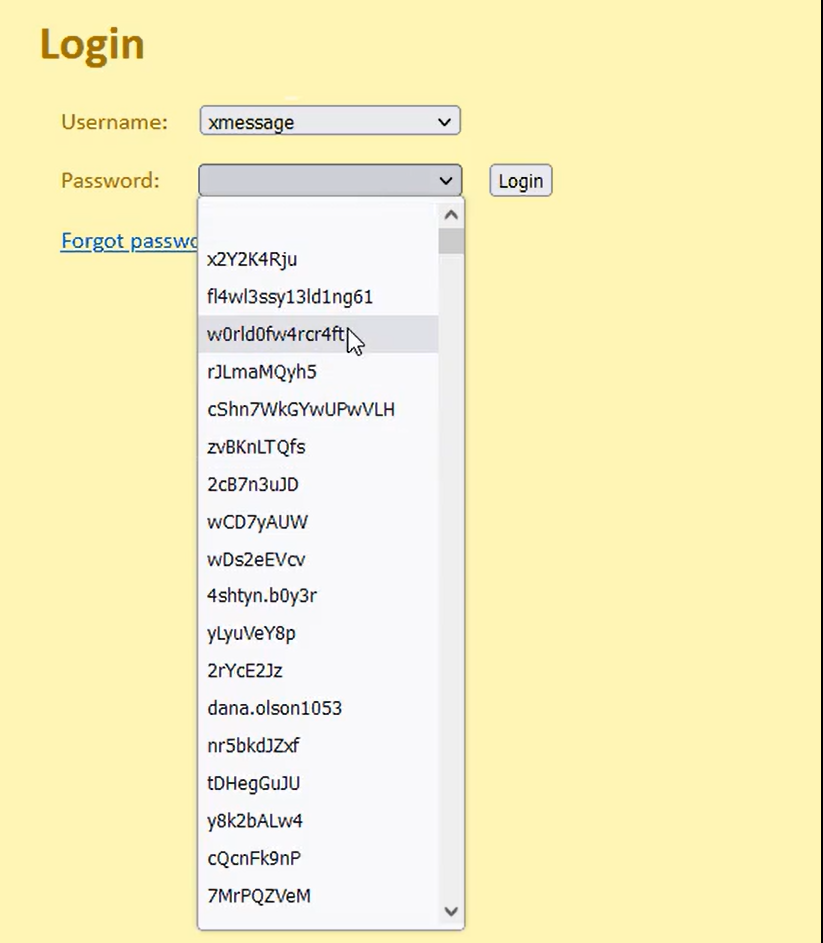 Login
Username: xmessage
Password: Login
Forgot passwo
x2Y2K4Rju
fl4wl3ssy13ld1ng61
w0rld0fw4rcr4ft
rJLmaMQyh5
cShn7WkGYwUPwVLH
zvBKnLTQfs
2cB7n3uJD
wCD7yAUW
wDs2eEVcv
4shtyn.b0y3r
yLyuVeY8p
2rYcE2Jz
dana.olson1053
nr5bkdJZxf
tDHegGuJU
y8k2bALw4
cQcnFk9nP
7MrPQZVeM